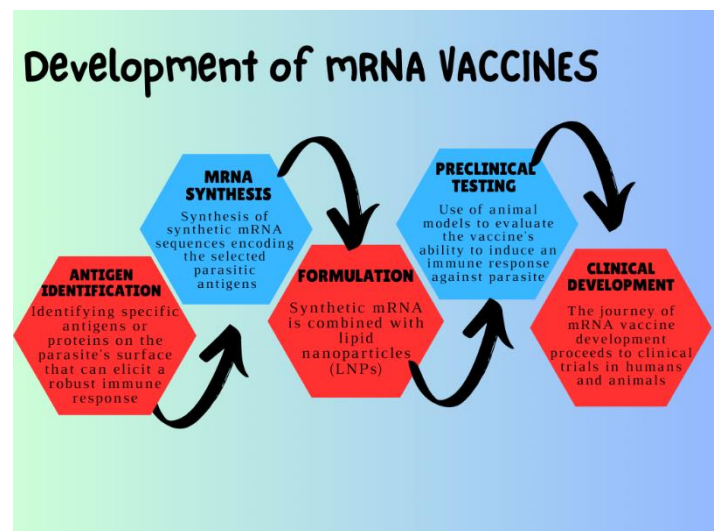 Development of mRNA VACCINES
ANTIGEN
IDENTIFICATION
Identifying specific
antigens or
proteins on the
parasite's surface
that can elicit a
robust immune
response
MRNA
SYNTHESIS
Synthesis of
synthetic mRNA
sequences encoding
the selected
parasitic
antigens
FORMULATION
Synthetic mRNA
is combined with
lipid
nanoparticles
(LNPs)
PRECLINICAL
TESTING
Use of animal
models to evaluate
the vaccine's
ability to induce an
immune response
against parasite
CLINICAL
DEVELOPMENT
The journey of
mRNA vaccine
development
proceeds to clinical
trials in humans
and animals